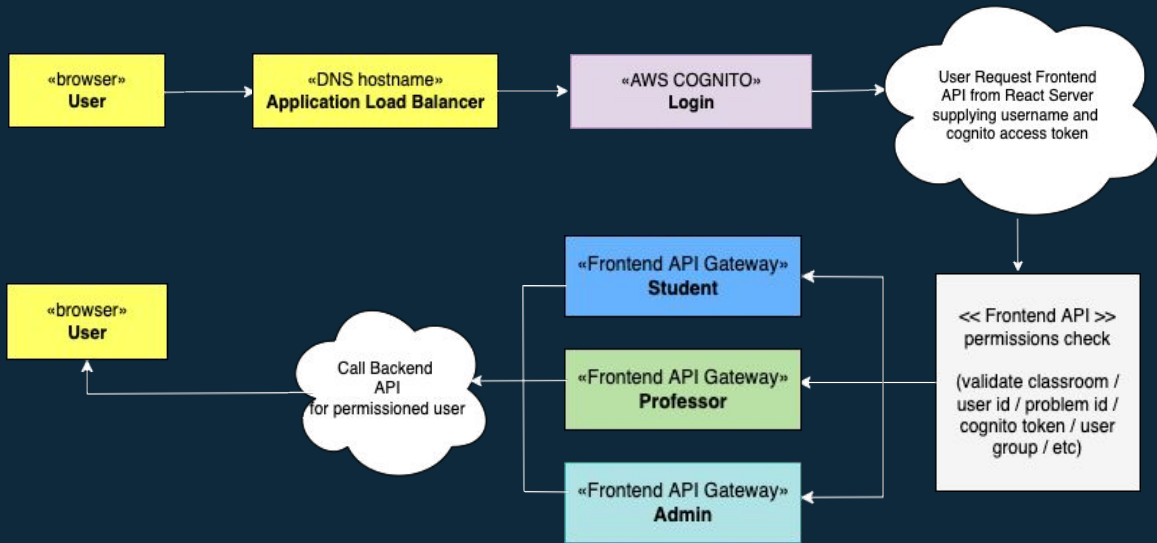 «browser»
User
«DNS hostname»
Application Load Balancer
«AWS COGNITO»
Login
User Request Frontend
API from React Server
supplying username and
cognito access token
«browser»
User
Call Backend
API
for permissioned user
«Frontend API Gateway»
Student
«Frontend API Gateway»
Professor
«Frontend API Gateway»
Admin
<< Frontend API >>
permissions check
(validate classroom /
user id / problem id /
cognito token / user
group / etc)